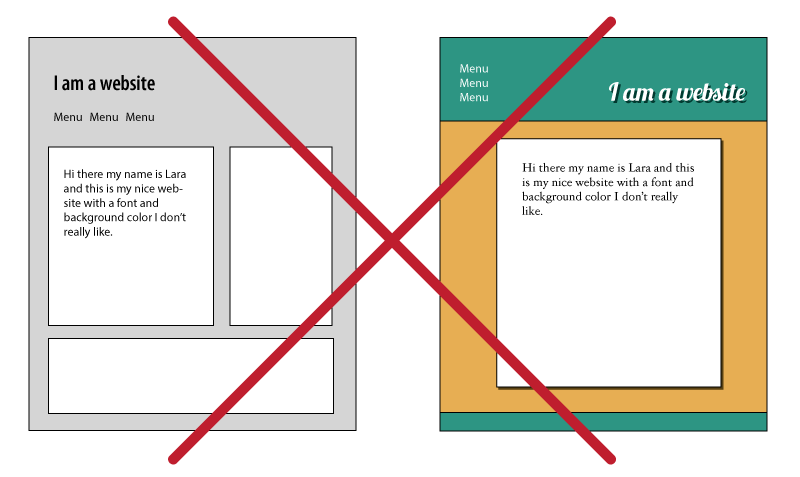 I am a website
Menu Menu Menu
Hi there my name is Lara
and this is my nice web-
site with a font and
background color I don't
really like.
Menu
Menu
Menu
I am a website
Hi there my name is Lara and this
is my nice website with a font and
background color I don't really
like.